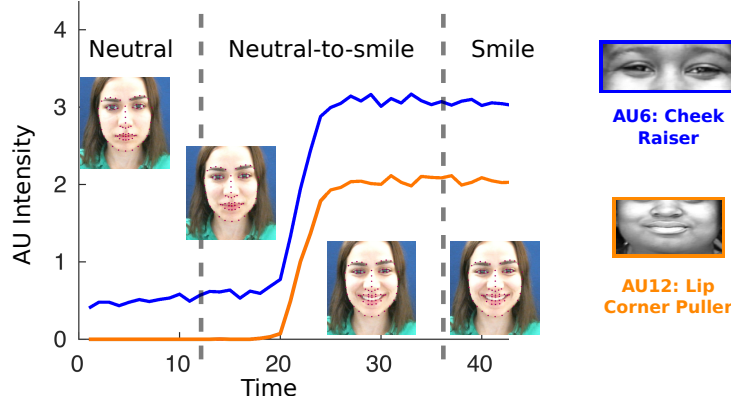 4
Neutral
Neutral-to-smile
Smile
3
2
1
0
AU Intensity
0
10
20
30
40
Time
AU6: Cheek
Raiser
AU12: Lip
Corner Puller